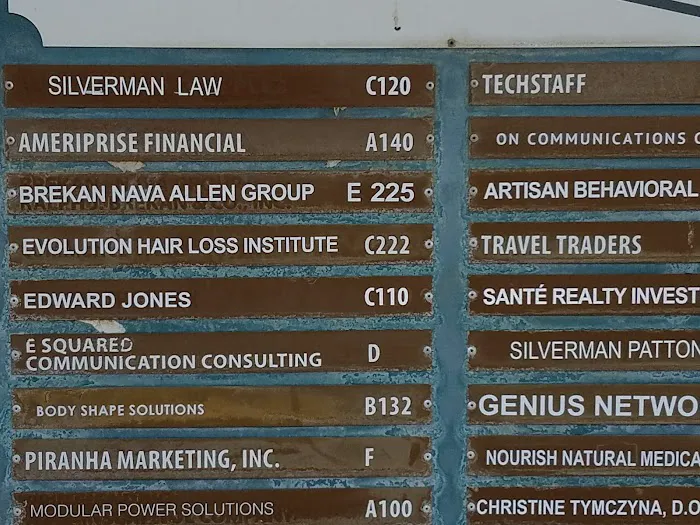 SILVERMAN LAW C120
AMERIPRISE FINANCIAL A140
BREKAN NAVA ALLEN GROUP E 225
EVOLUTION HAIR LOSS INSTITUTE C222
EDWARD JONES C110
E SQUARED
COMMUNICATION CONSULTING D
BODY SHAPE SOLUTIONS B132
PIRANHA MARKETING, INC. F
MODULAR POWER SOLUTIONS A100
TECHSTAFF
ON COMMUNICATIONS
ARTISAN BEHAVIORAL
TRAVEL TRADERS
SANTÉ REALTY INVEST
SILVERMAN PATTON
GENIUS NETWO
NOURISH NATURAL MEDICA
CHRISTINE TYMCZYNA, D.O